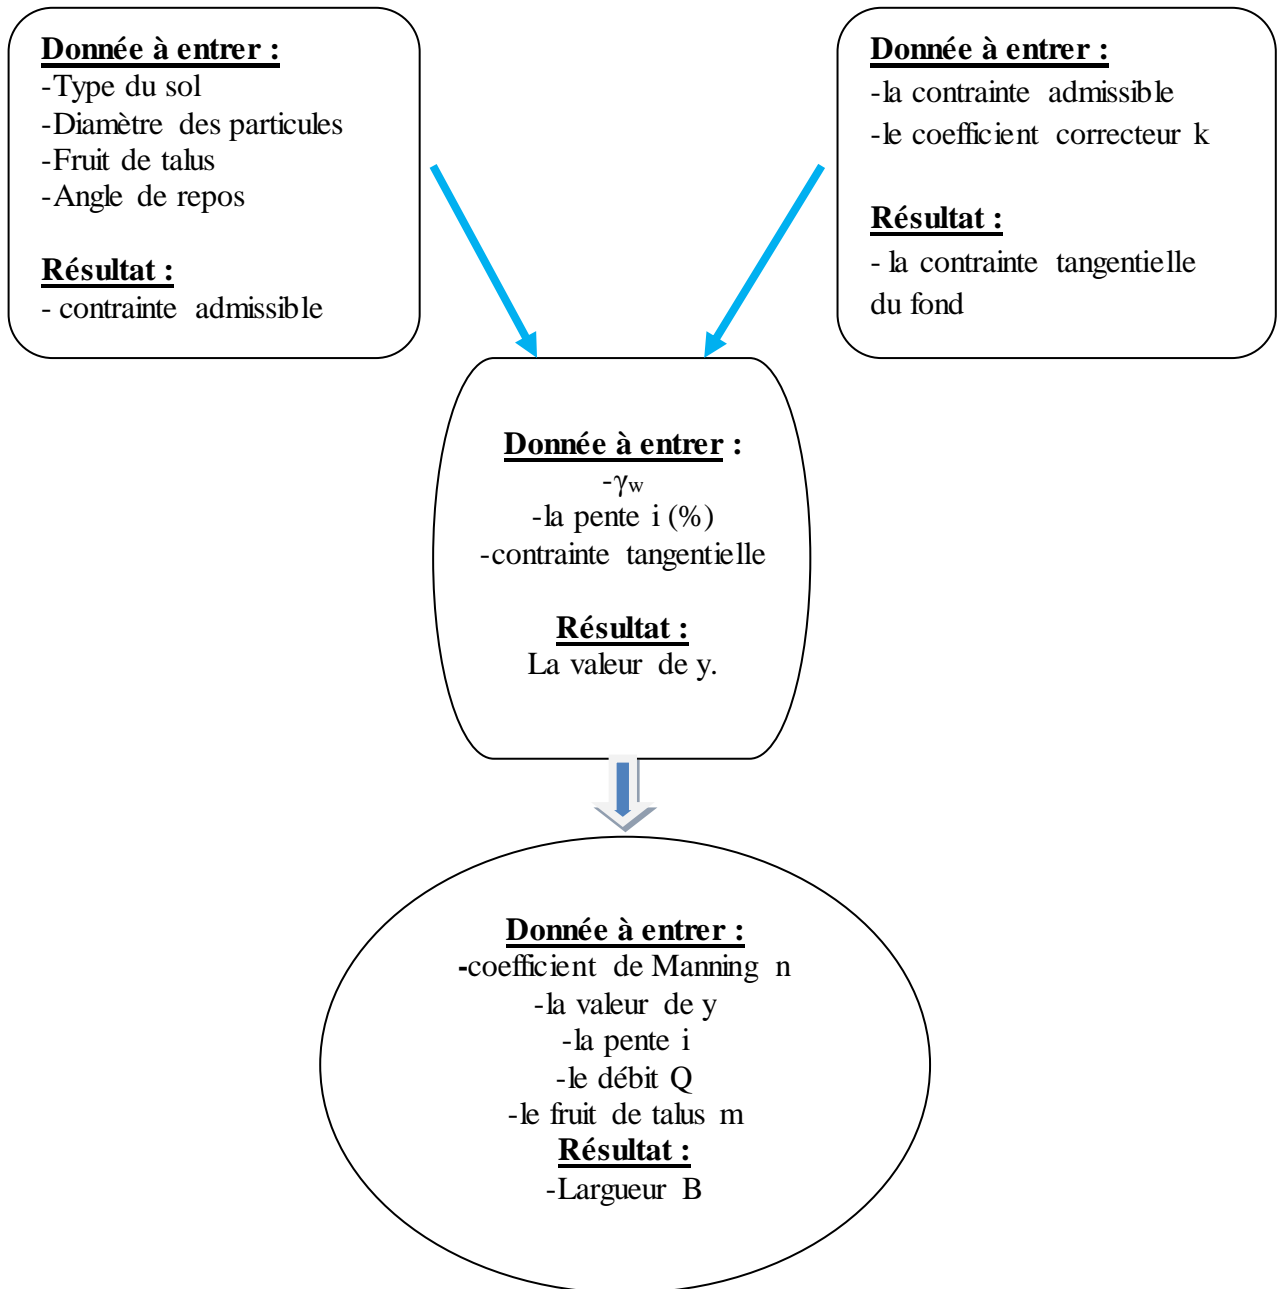 Donnée à entrer :
-Type du sol
-Diamètre des particules
-Fruit de talus
-Angle de repos
Résultat :
- contrainte admissible
Donnée à entrer :
-la contrainte admissible
-le coefficient correcteur k
Résultat :
- la contrainte tangentielle
du fond
Donnée à entrer :
-γw
-la pente i (%)
-contrainte tangentielle
Résultat :
La valeur de y.
Donnée à entrer :
-coefficient de Manning n
-la valeur de y
-la pente i
-le débit Q
-le fruit de talus m
Résultat :
-Largueur B